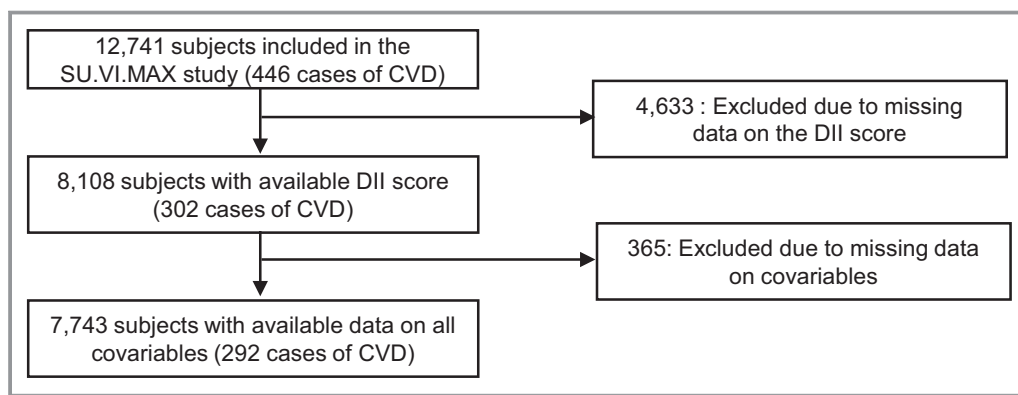 12,741 subjects included in the
SU.VI.MAX study (446 cases of CVD)
4,633 : Excluded due to missing
data on the DII score
8,108 subjects with available DII score
(302 cases of CVD)
365: Excluded due to missing data
on covariables
7,743 subjects with available data on all
covariables (292 cases of CVD)